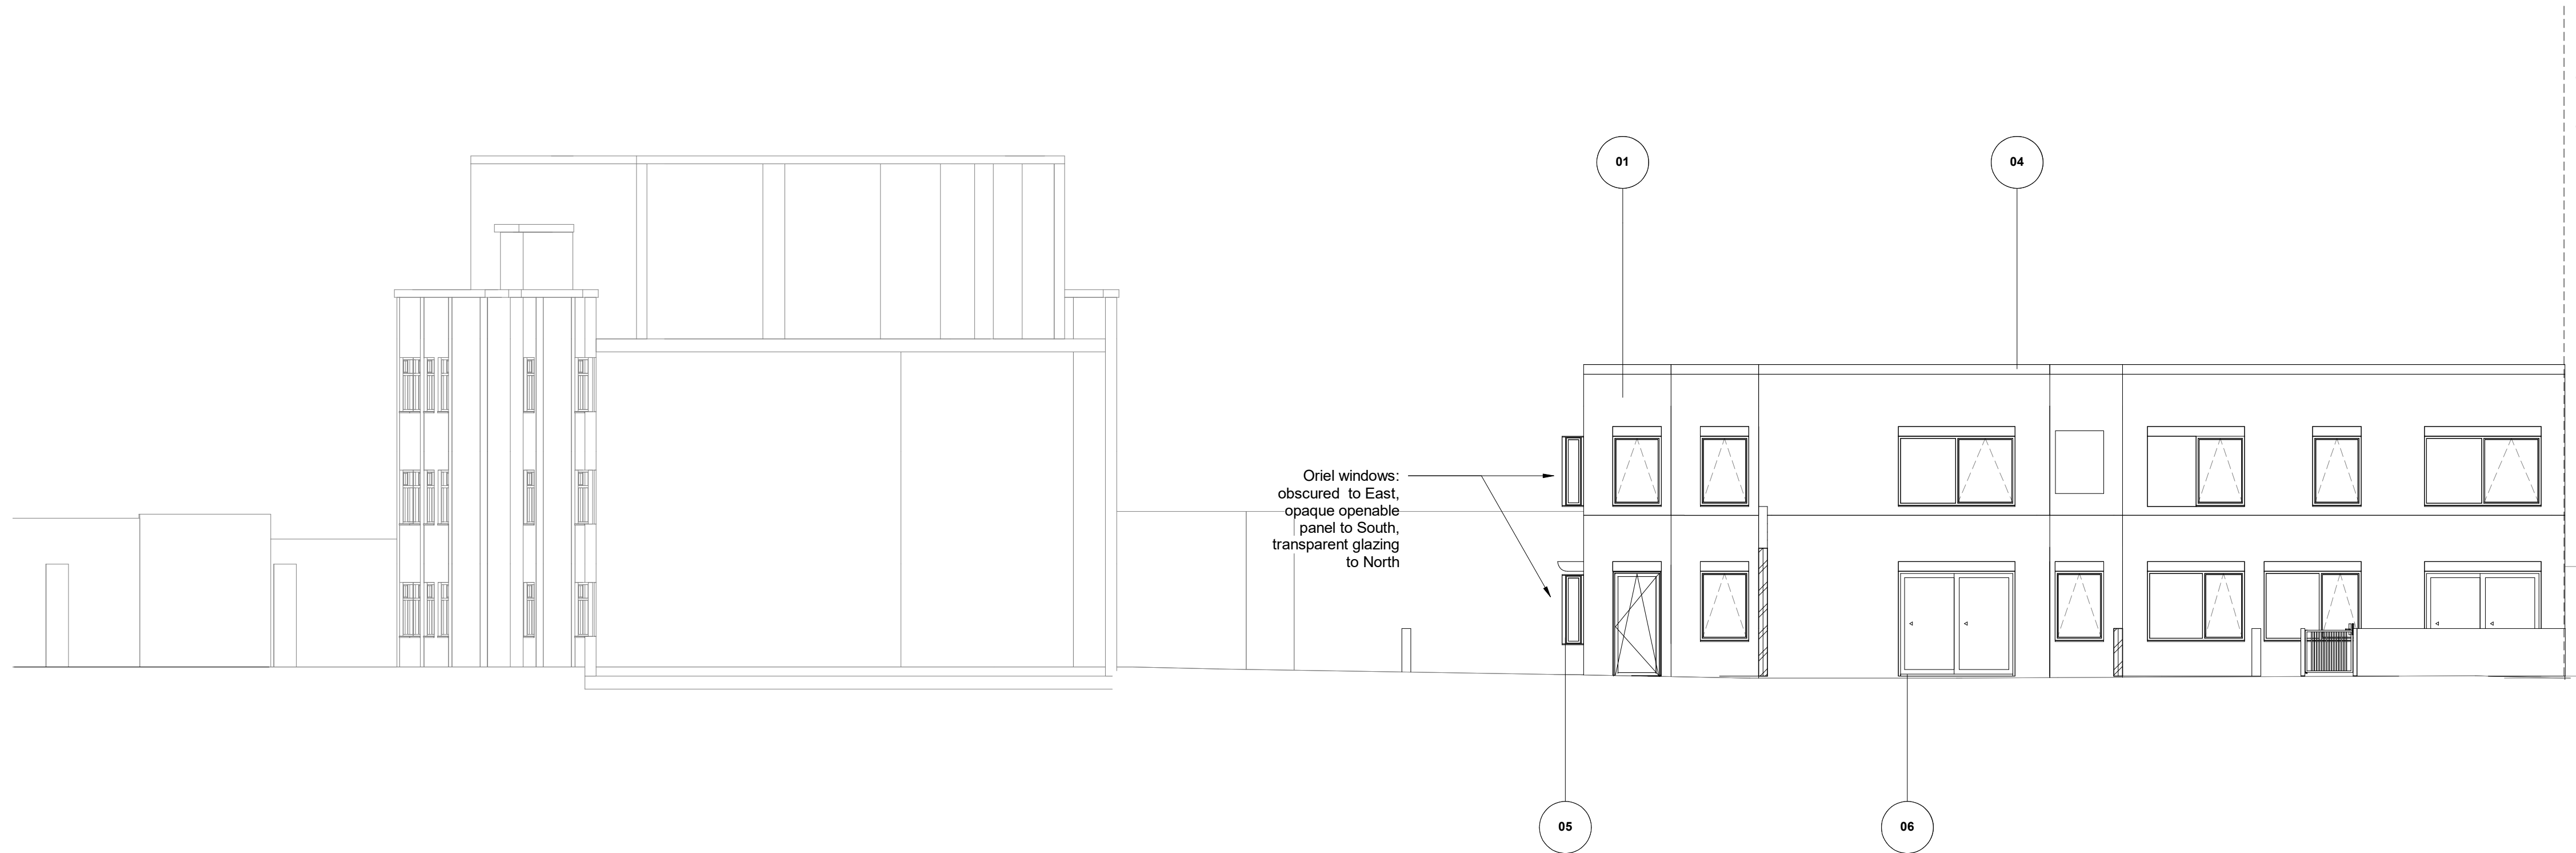 01
04
Oriel windows:
obscured to East,
opaque openable
panel to South,
transparent glazing
to North
05
06